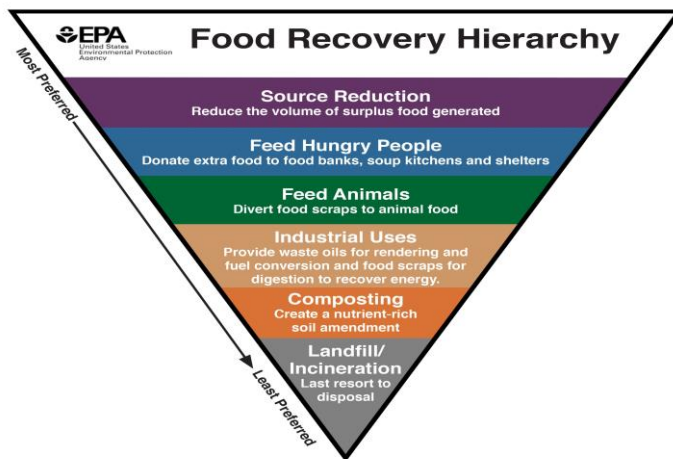 EPA
United States
Environmental Protection
Agency
Food Recovery Hierarchy
Most Preferred
Source Reduction
Reduce the volume of surplus food generated
Feed Hungry People
Donate extra food to food banks, soup kitchens and shelters
Feed Animals
Divert food scraps to animal food
Industrial Uses
Provide waste oils for rendering and
fuel conversion and food scraps for
digestion to recover energy.
Composting
Create a nutrient-rich
soil amendment
Landfill/
Incineration
Last resort to
disposal
Least Preferred